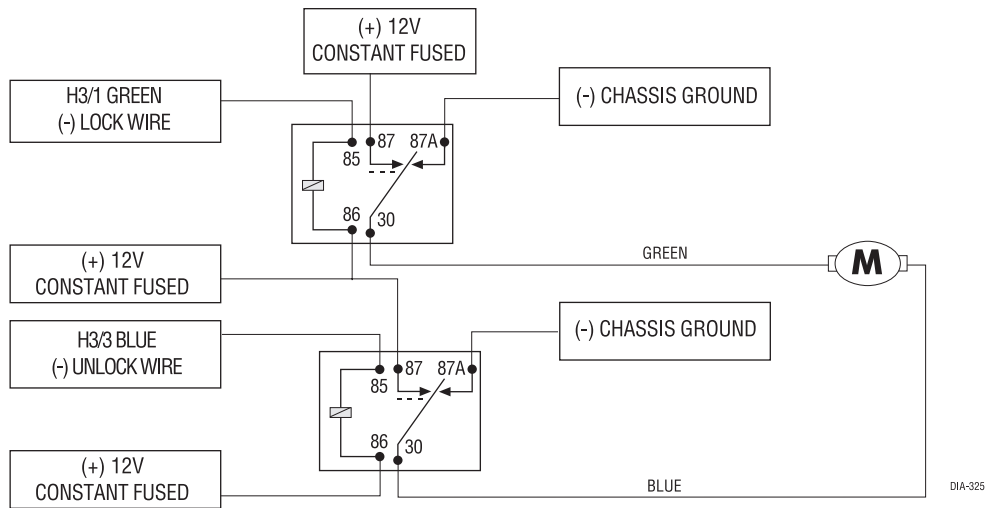 (+) 12V
CONSTANT FUSED
H3/1 GREEN
(-) LOCK WIRE
(-) CHASSIS GROUND
85
87
87A
86
30
(+) 12V
CONSTANT FUSED
GREEN
M
H3/3 BLUE
(-) UNLOCK WIRE
(-) CHASSIS GROUND
85
87
87A
86
30
(+) 12V
CONSTANT FUSED
BLUE
DIA-325